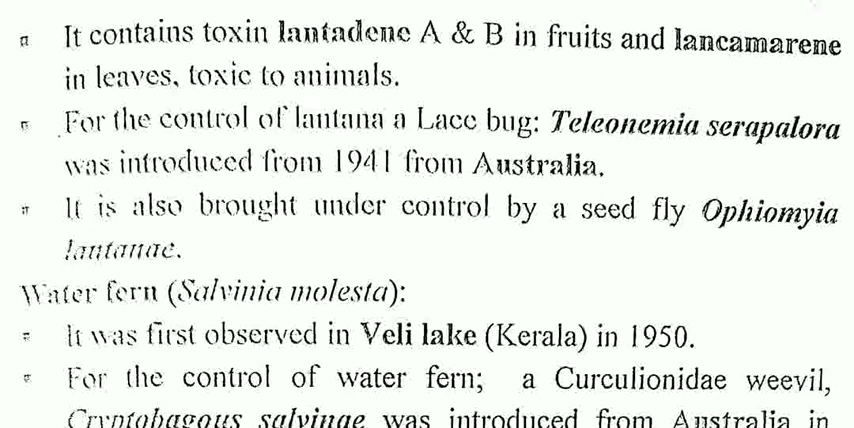 It contains toxin lantadene A & B in fruits and lancamarene
in leaves, toxic to animals.
For the control of lantana a Lace bug: Teleonemia serapalora
was introduced from 1941 from Australia.
It is also brought under control by a seed fly Ophiomyia
lantanae.
Water fern (Salvinia molesta):
It was first observed in Veli lake (Kerala) in 1950.
For the control of water fern; a Curculionidae weevil,
Cryptobagous salvinae was introduced from Australia in